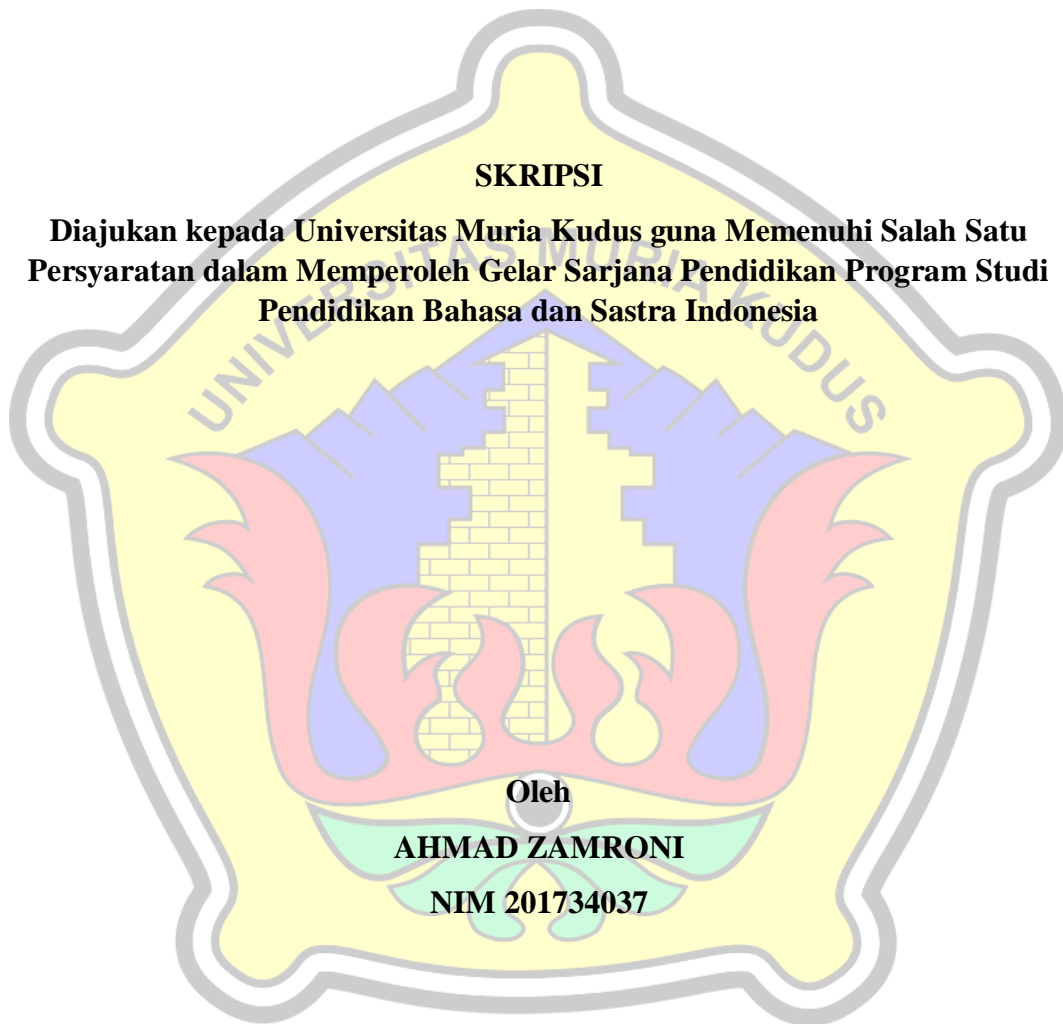 SKRIPSI
Diajukan kepada Universitas Muria Kudus guna Memenuhi Salah Satu
Persyaratan dalam Memperoleh Gelar Sarjana Pendidikan Program Studi
Pendidikan Bahasa dan Sastra Indonesia
UNIVERSITAS MURIA KUDUS
Oleh
AHMAD ZAMRONI
NIM 201734037